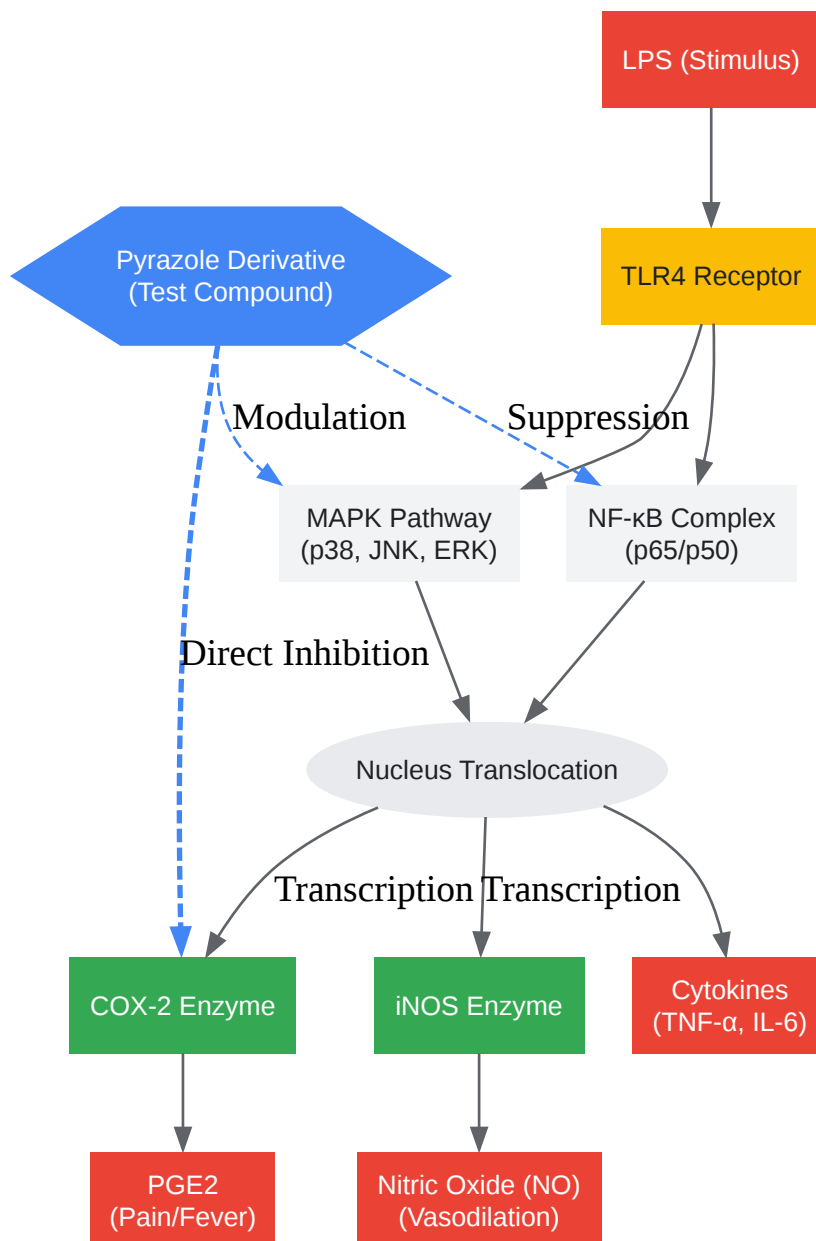 LPS (Stimulus)
Pyrazole Derivative
(Test Compound)
TLR4 Receptor
Modulation
Suppression
MAPK Pathway
(p38, JNK, ERK)
NF-κB Complex
(p65/p50)
Direct Inhibition
Nucleus Translocation
Transcription
Transcription
COX-2 Enzyme
iNOS Enzyme
Cytokines
(TNF-α, IL-6)
PGE2
(Pain/Fever)
Nitric Oxide (NO)
(Vasodilation)